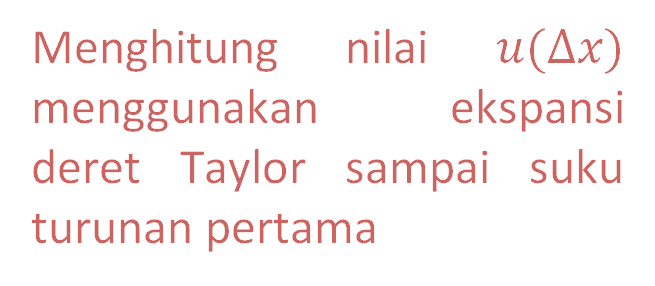 Menghitung nilai u(Δx)
menggunakan ekspansi
deret Taylor sampai suku
turunan pertama